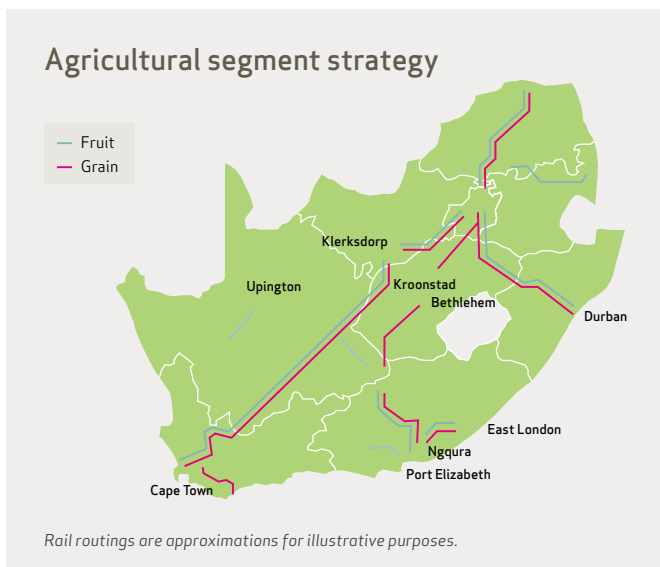 Agricultural segment strategy
Fruit
Grain
Klerksdorp
Upington
Kroonstad
Bethlehem
Durban
East London
Ngqura
Port Elizabeth
Cape Town
Rail routings are approximations for illustrative purposes.